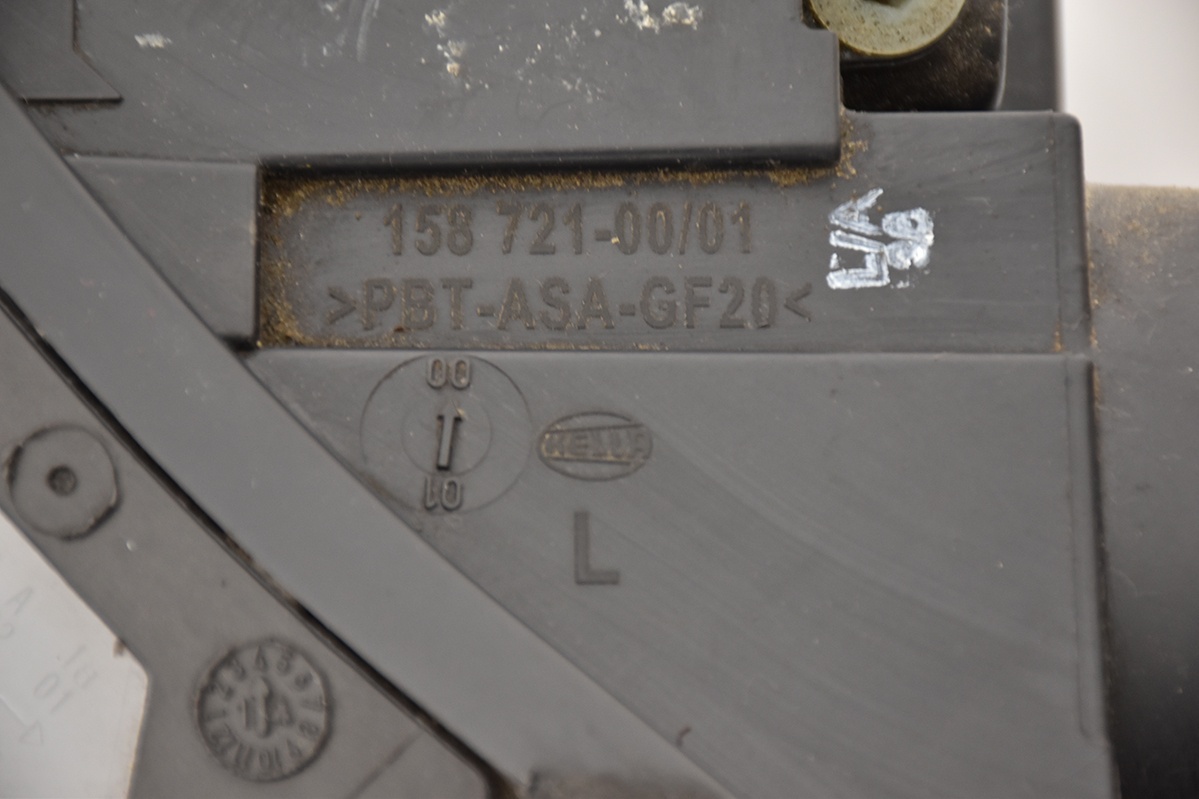 158 721-00/01
>PBT-ASA-GF20<
L/A
00
01
HELLA
L